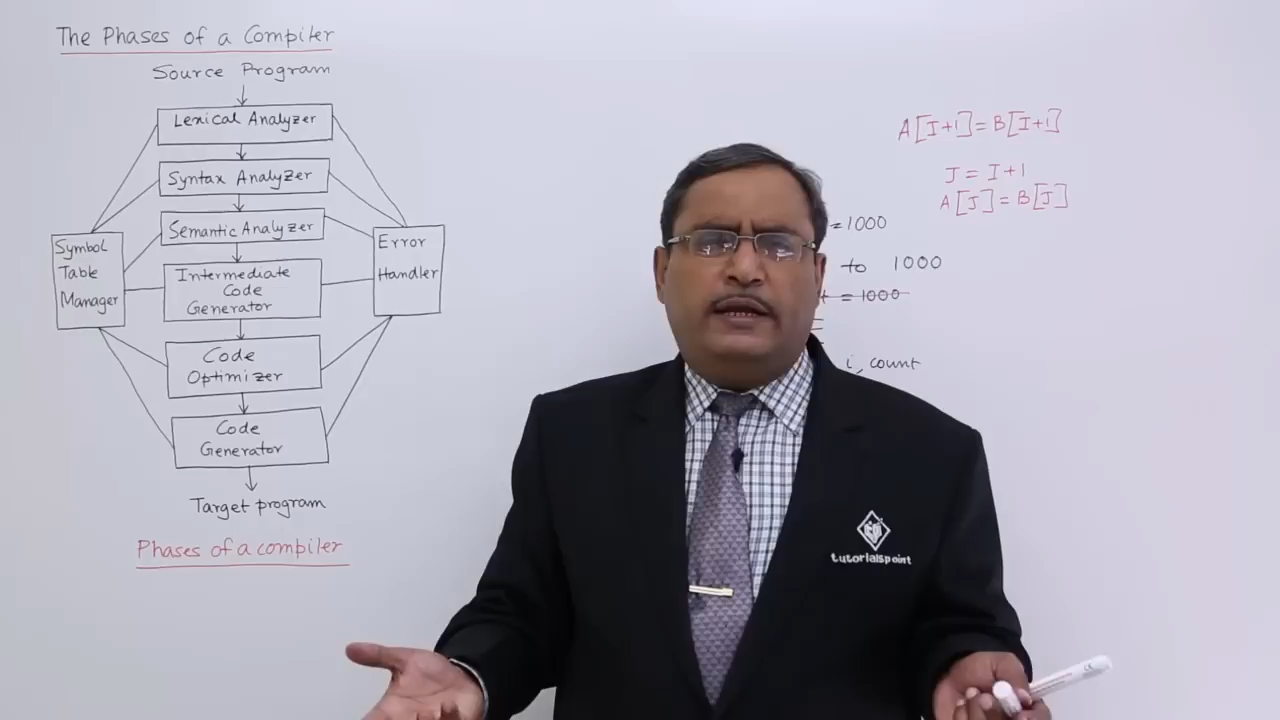 The Phases of a Compiler
Source Program
Lexical Analyzer
Syntax Analyzer
Semantic Analyzer
Symbol
Table
Manager
Error
Handler
Intermediate
Code
Generator
Code
Optimizer
Code
Generator
Target program
Phases of a compiler
A[I+1]=B[I+1]
J=I+1
A[J]=B[J]
=1000
to 1000
=1000
i, count
tutorialspoint